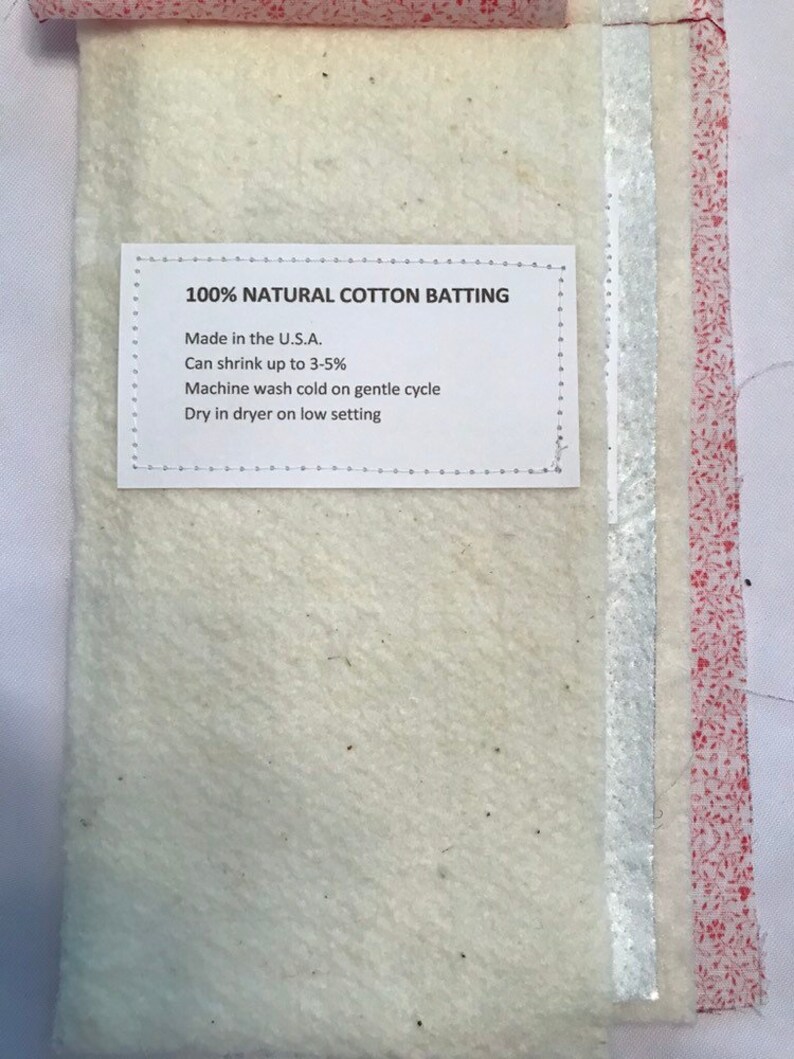 100% NATURAL COTTON BATTING
Made in the U.S.A.
Can shrink up to 3-5%
Machine wash cold on gentle cycle
Dry in dryer on low setting